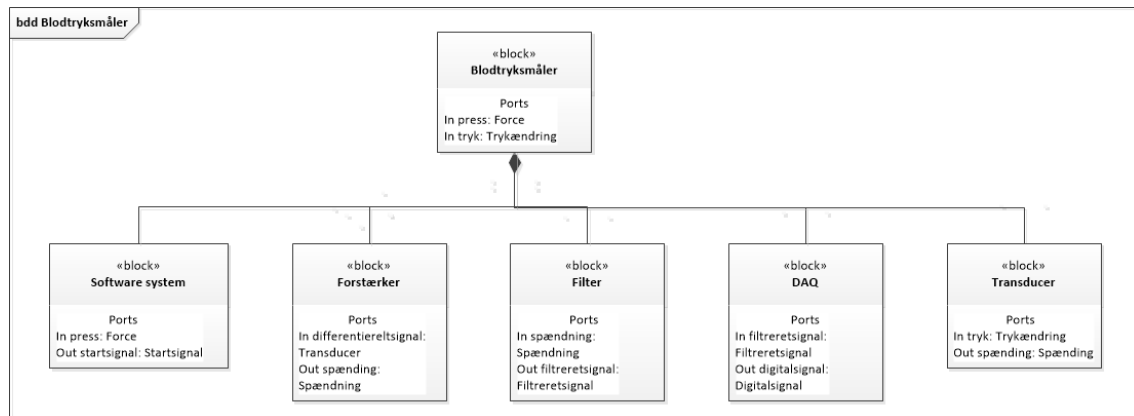 bdd Blodtryksmåler
«block»
Blodtryksmåler
Ports
In press: Force
In tryk: Trykændring
«block»
Software system
Ports
In press: Force
Out startsignal: Startsignal
«block»
Forstærker
Ports
In differentiereltsignal:
Transducer
Out spænding:
Spændning
«block»
Filter
Ports
In spændning:
Spændning
Out filtreretsignal:
Filtreretsignal
«block»
DAQ
Ports
In filtreretsignal:
Filtreretsignal
Out digitalsignal:
Digitalsignal
«block»
Transducer
Ports
In tryk: Trykændring
Out spænding: Spænding